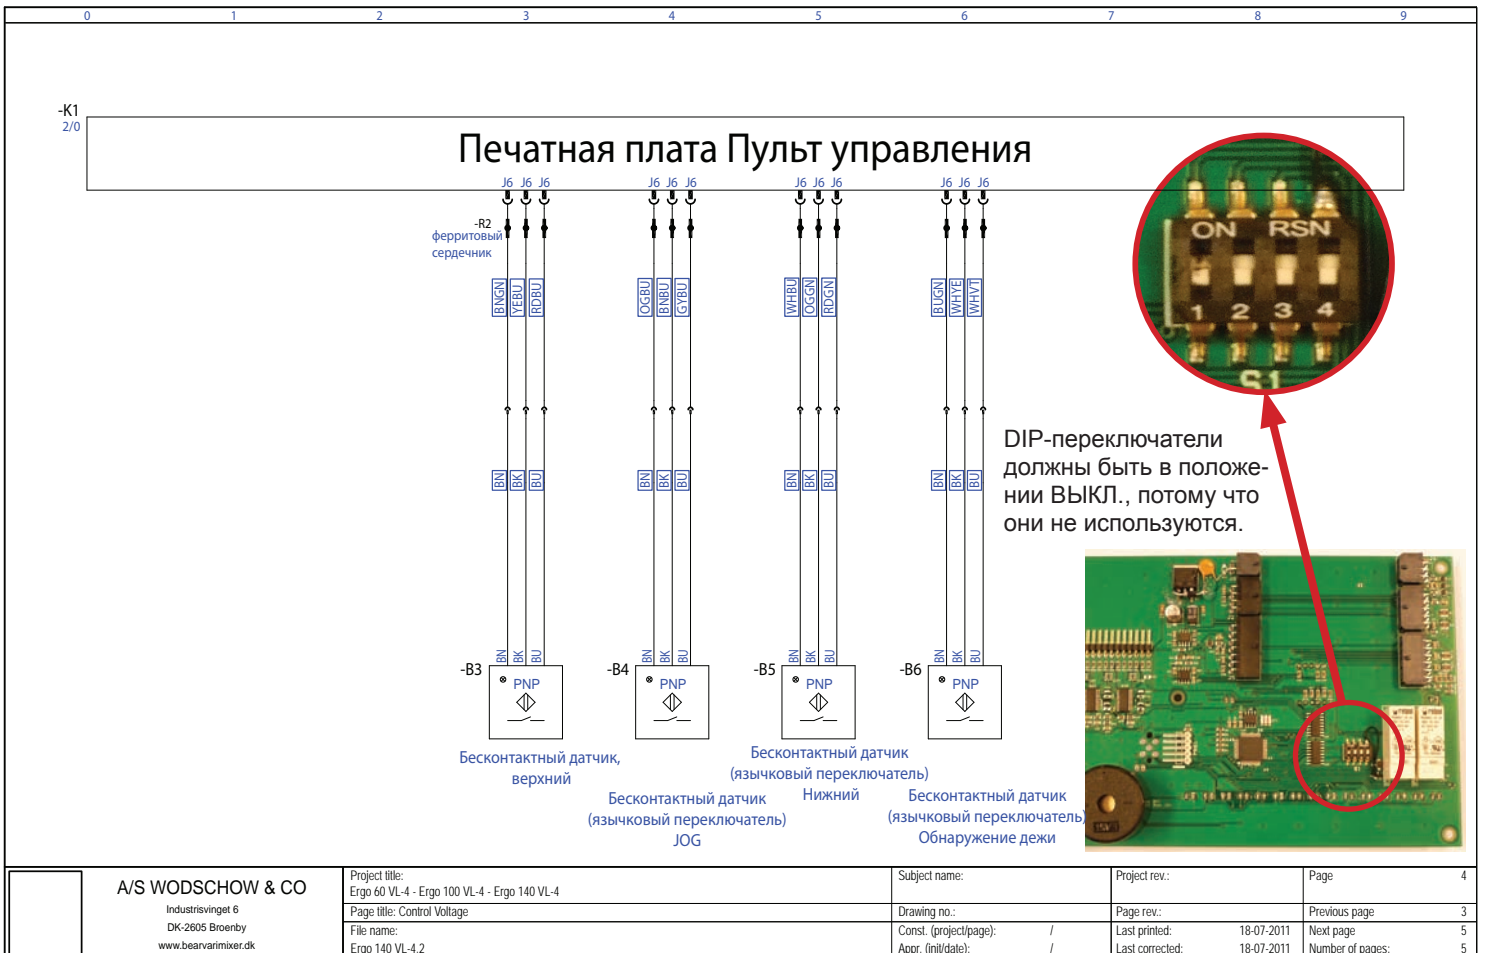 0 1 2 3 4 5 6 7 8 9
-K1
2/0
Печатная плата Пульт управления
J6 J6 J6 J6 J6 J6 J6 J6 J6 J6 J6 J6
-R2
ферритовый
сердечник
BNGN YEBU RDBU OGBU BNBU GYBU WHBU OGGN RDGN BUGN WHYE WHVT
BN BK BU BN BK BU BN BK BU BN BK BU
BN BK BU BN BK BU BN BK BU BN BK BU
-B3 -B4 -B5 -B6
PNP PNP PNP PNP
Бесконтактный датчик,
верхний
Бесконтактный датчик
(язычковый переключатель)
JOG
Бесконтактный датчик
(язычковый переключатель)
Нижний
Бесконтактный датчик
(язычковый переключатель)
Обнаружение дежи
ON RSN
1 2 3 4
S1
DIP-переключатели
должны быть в положе-
нии ВЫКЛ., потому что
они не используются.
A/S WODSCHOW & CO
Industrisvinget 6
DK-2605 Broenby
www.bearvarimixer.dk
Project title:
Ergo 60 VL-4 - Ergo 100 VL-4 - Ergo 140 VL-4
Page title: Control Voltage
File name:
Ergo 140 VL-4.2
Subject name:
Drawing no.:
Const. (project/page): /
Appr. (init/date): /
Project rev.:
Page rev.:
Last printed: 18-07-2011
Last corrected: 18-07-2011
Page 4
Previous page 3
Next page 5
Number of pages: 5